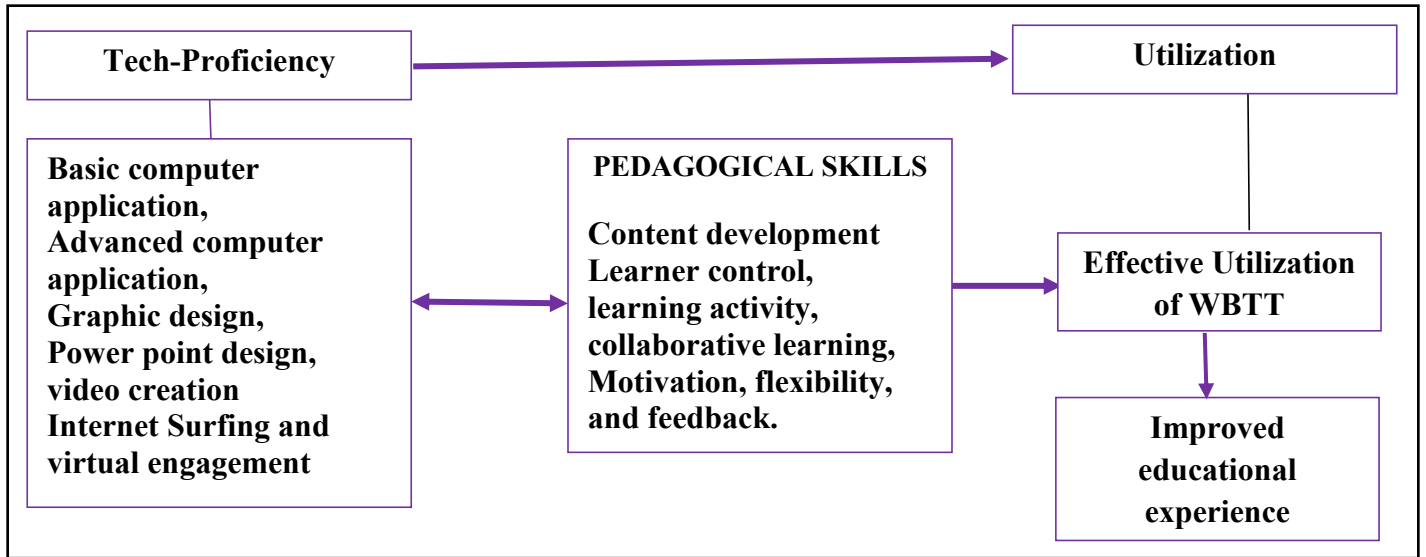 Tech-Proficiency
Utilization
Basic computer
application,
Advanced computer
application,
Graphic design,
Power point design,
video creation
Internet Surfing and
virtual engagement
PEDAGOGICAL SKILLS
Content development
Learner control,
learning activity,
collaborative learning,
Motivation, flexibility,
and feedback.
Effective Utilization
of WBTT
Improved
educational
experience